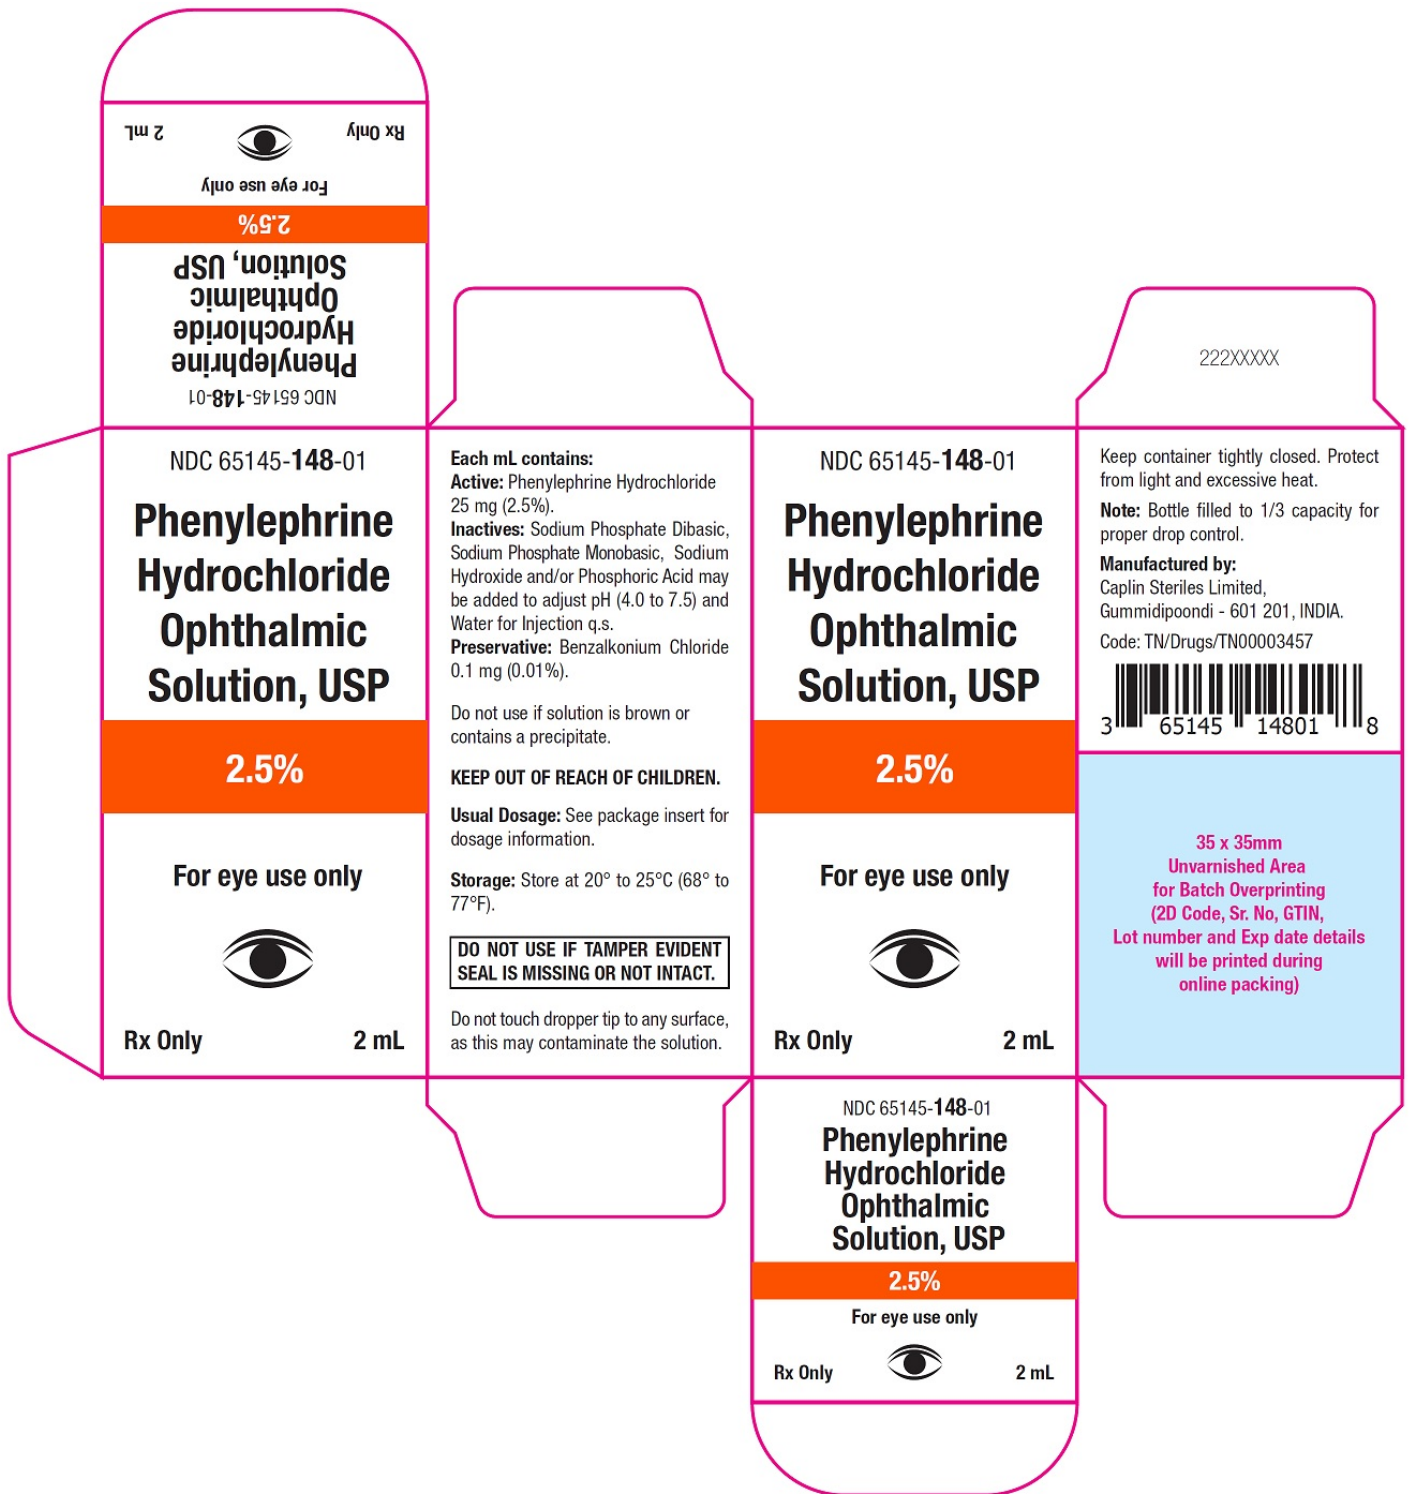 Rx Only 2 mL
For eye use only
2.5%
NDC 65145-148-01
Phenylephrine
Hydrochloride
Ophthalmic
Solution, USP
NDC 65145-148-01
Phenylephrine
Hydrochloride
Ophthalmic
Solution, USP
2.5%
For eye use only
Rx Only 2 mL
Each mL contains:
Active: Phenylephrine Hydrochloride
25 mg (2.5%).
Inactives: Sodium Phosphate Dibasic,
Sodium Phosphate Monobasic, Sodium
Hydroxide and/or Phosphoric Acid may
be added to adjust pH (4.0 to 7.5) and
Water for Injection q.s.
Preservative: Benzalkonium Chloride
0.1 mg (0.01%).
Do not use if solution is brown or
contains a precipitate.
KEEP OUT OF REACH OF CHILDREN.
Usual Dosage: See package insert for
dosage information.
Storage: Store at 20° to 25°C (68° to
77°F).
DO NOT USE IF TAMPER EVIDENT
SEAL IS MISSING OR NOT INTACT.
Do not touch dropper tip to any surface,
as this may contaminate the solution.
NDC 65145-148-01
Phenylephrine
Hydrochloride
Ophthalmic
Solution, USP
2.5%
For eye use only
Rx Only 2 mL
222XXXXX
Keep container tightly closed. Protect
from light and excessive heat.
Note: Bottle filled to 1/3 capacity for
proper drop control.
Manufactured by:
Caplin Steriles Limited,
Gummidipoondi - 601 201, INDIA.
Code: TN/Drugs/TN00003457
3 65145 14801 8
35 x 35mm
Unvarnished Area
for Batch Overprinting
(2D Code, Sr. No, GTIN,
Lot number and Exp date details
will be printed during
online packing)
NDC 65145-148-01
Phenylephrine
Hydrochloride
Ophthalmic
Solution, USP
2.5%
For eye use only
Rx Only 2 mL